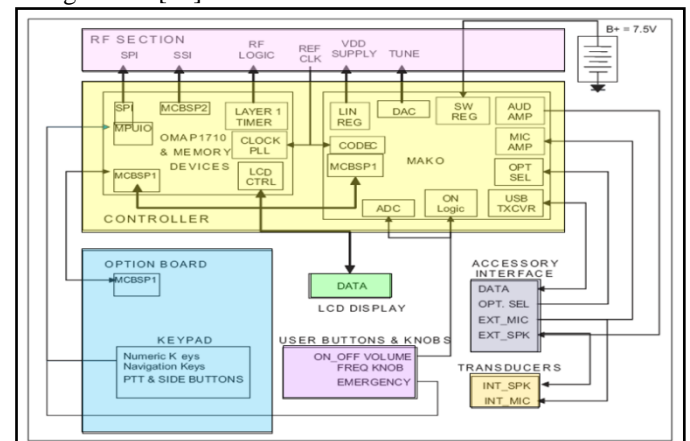 B+ = 7.5V
RF SECTION
SPI
SSI
RF LOGIC
REF CLK
VDD SUPPLY
TUNE
SPI
MCBSP2
MPUIO
LAYER 1 TIMER
OMAP1710 & MEMORY DEVICES
CLOCK PLL
LCD CTRL
MCBSP1
LIN REG
DAC
SW REG
AUD AMP
MIC AMP
CODEC
MAKO
MCBSP1
OPT SEL
ADC
ON Logic
USB TXCVR
CONTROLLER
OPTION BOARD
MCBSP1
KEYPAD
Numeric K eys
Navigation Keys
PTT & SIDE BUTTONS
DATA
LCD DISPLAY
USER BUTTONS & KNOBS
ON_OFF VOLUME
FREQ KNOB
EMERGENCY
ACCESSORY INTERFACE
DATA
OPT. SEL
EXT_MIC
EXT_SPK
TRANSDUCERS
INT_SPK
INT_MIC